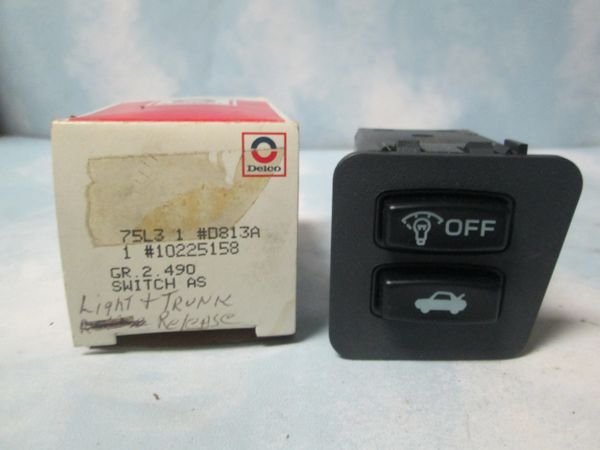 Delco
75L3 1 #D813A
1 #10225158
GR.2.490
SWITCH AS
Light + TRUNK
Release
OFF